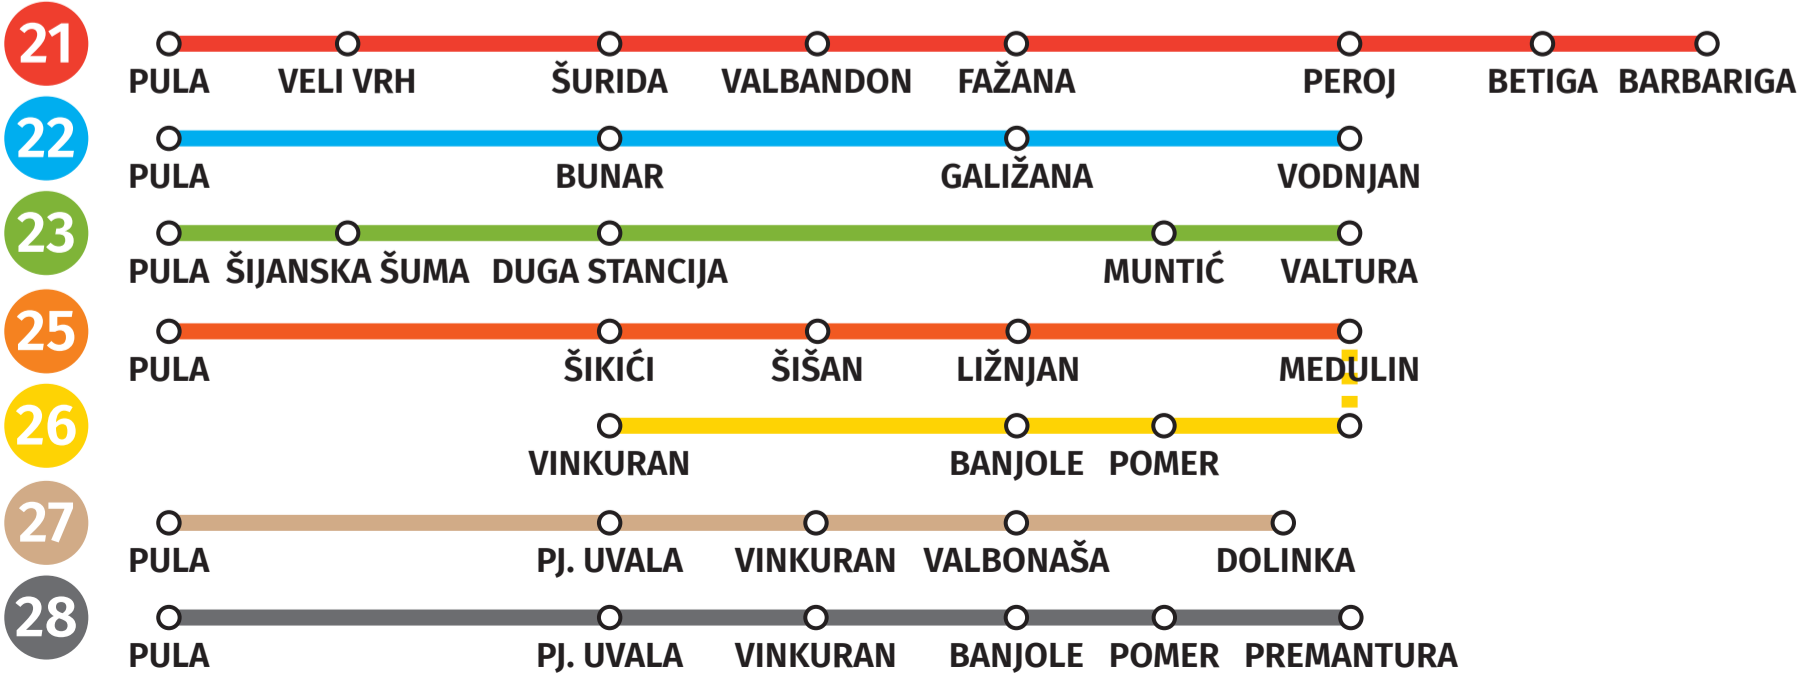 21
PULA VELI VRH ŠURIDA VALBANDON FAŽANA PEROJ BETIGA BARBARIGA
22
PULA BUNAR GALIŽANA VODNJAN
23
PULA ŠIJANSKA ŠUMA DUGA STANCIJA MUNTIĆ VALTURA
25
PULA ŠIKIĆI ŠIŠAN LIŽNJAN MEDULIN
26
VINKURAN BANJOLE POMER
27
PULA PJ. UVALA VINKURAN VALBONAŠA DOLINKA
28
PULA PJ. UVALA VINKURAN BANJOLE POMER PREMANTURA